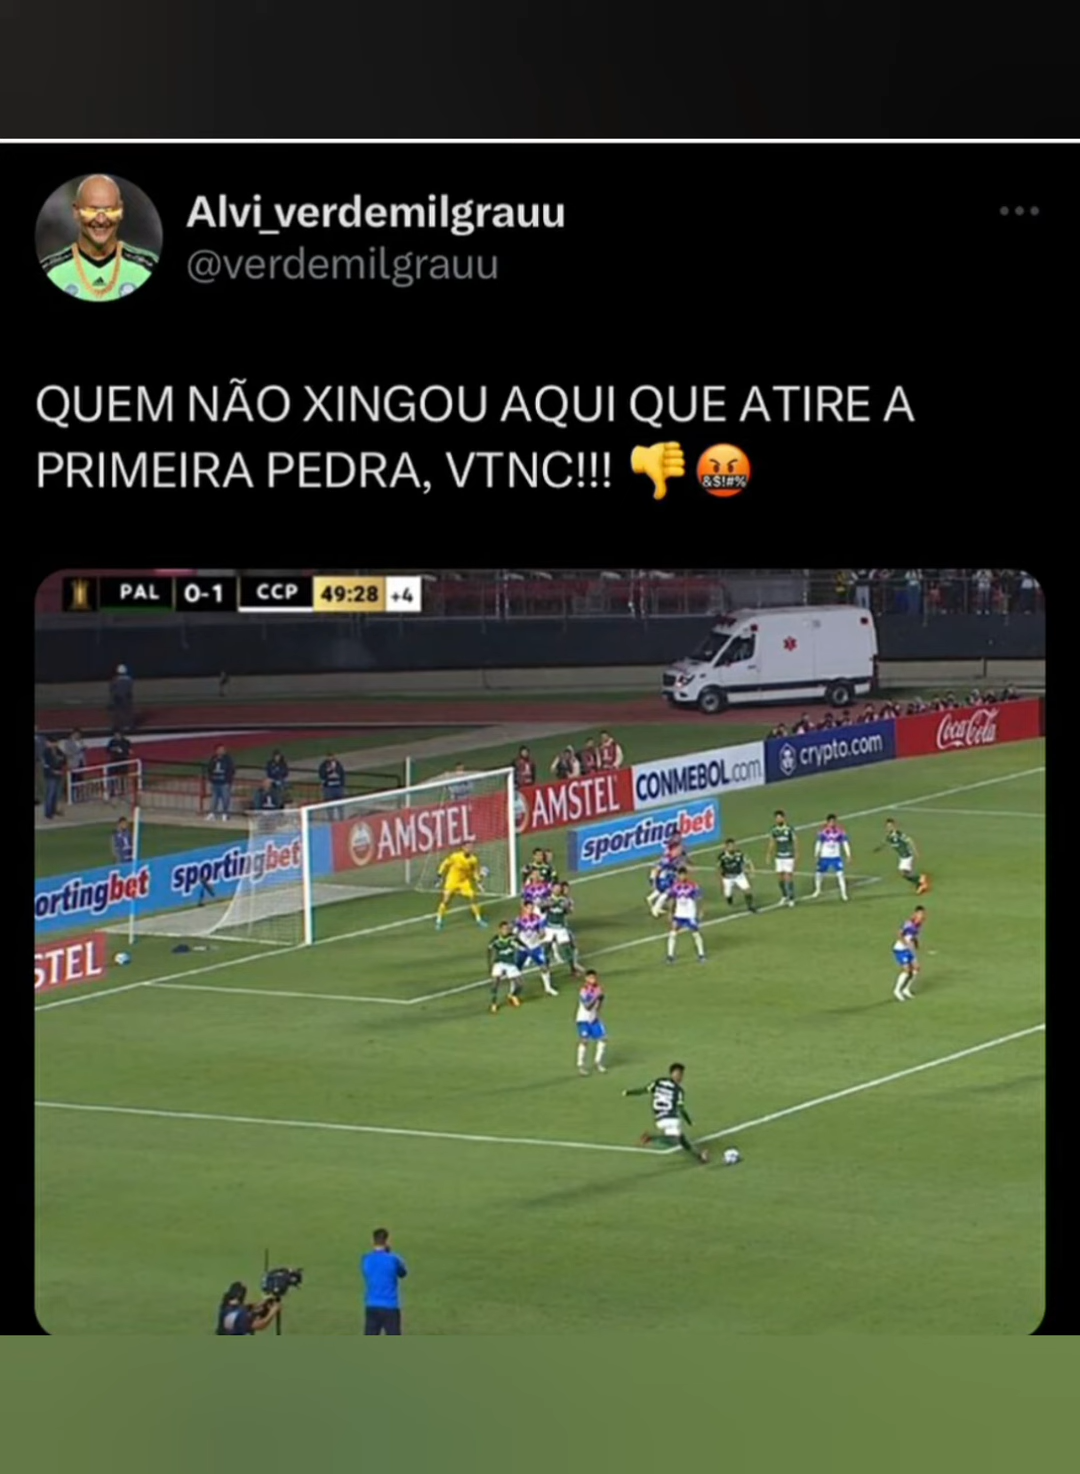 Alvi_verdemilgrauu
@verdemilgrauu
QUEM NÃO XINGOU AQUI QUE ATIRE A
PRIMEIRA PEDRA, VTNC!!! 👎🤬
PAL 0-1 CCP 49:28 +4
Coca-Cola
crypto.com
CONMEBOL.com
AMSTEL
sportingbet
AMSTEL
sportingbet
ortingbet
STEL